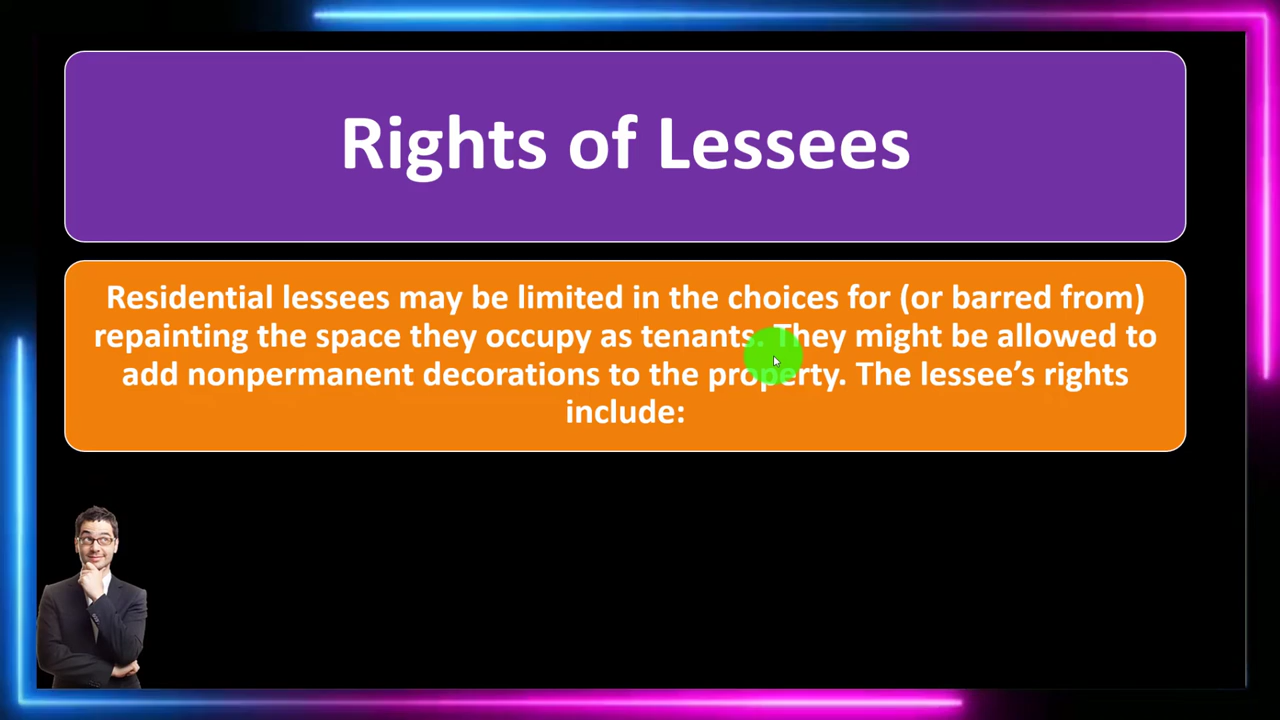 Rights of Lessees
Residential lessees may be limited in the choices for (or barred from)
repainting the space they occupy as tenants. They might be allowed to
add nonpermanent decorations to the property. The lessee’s rights
include: